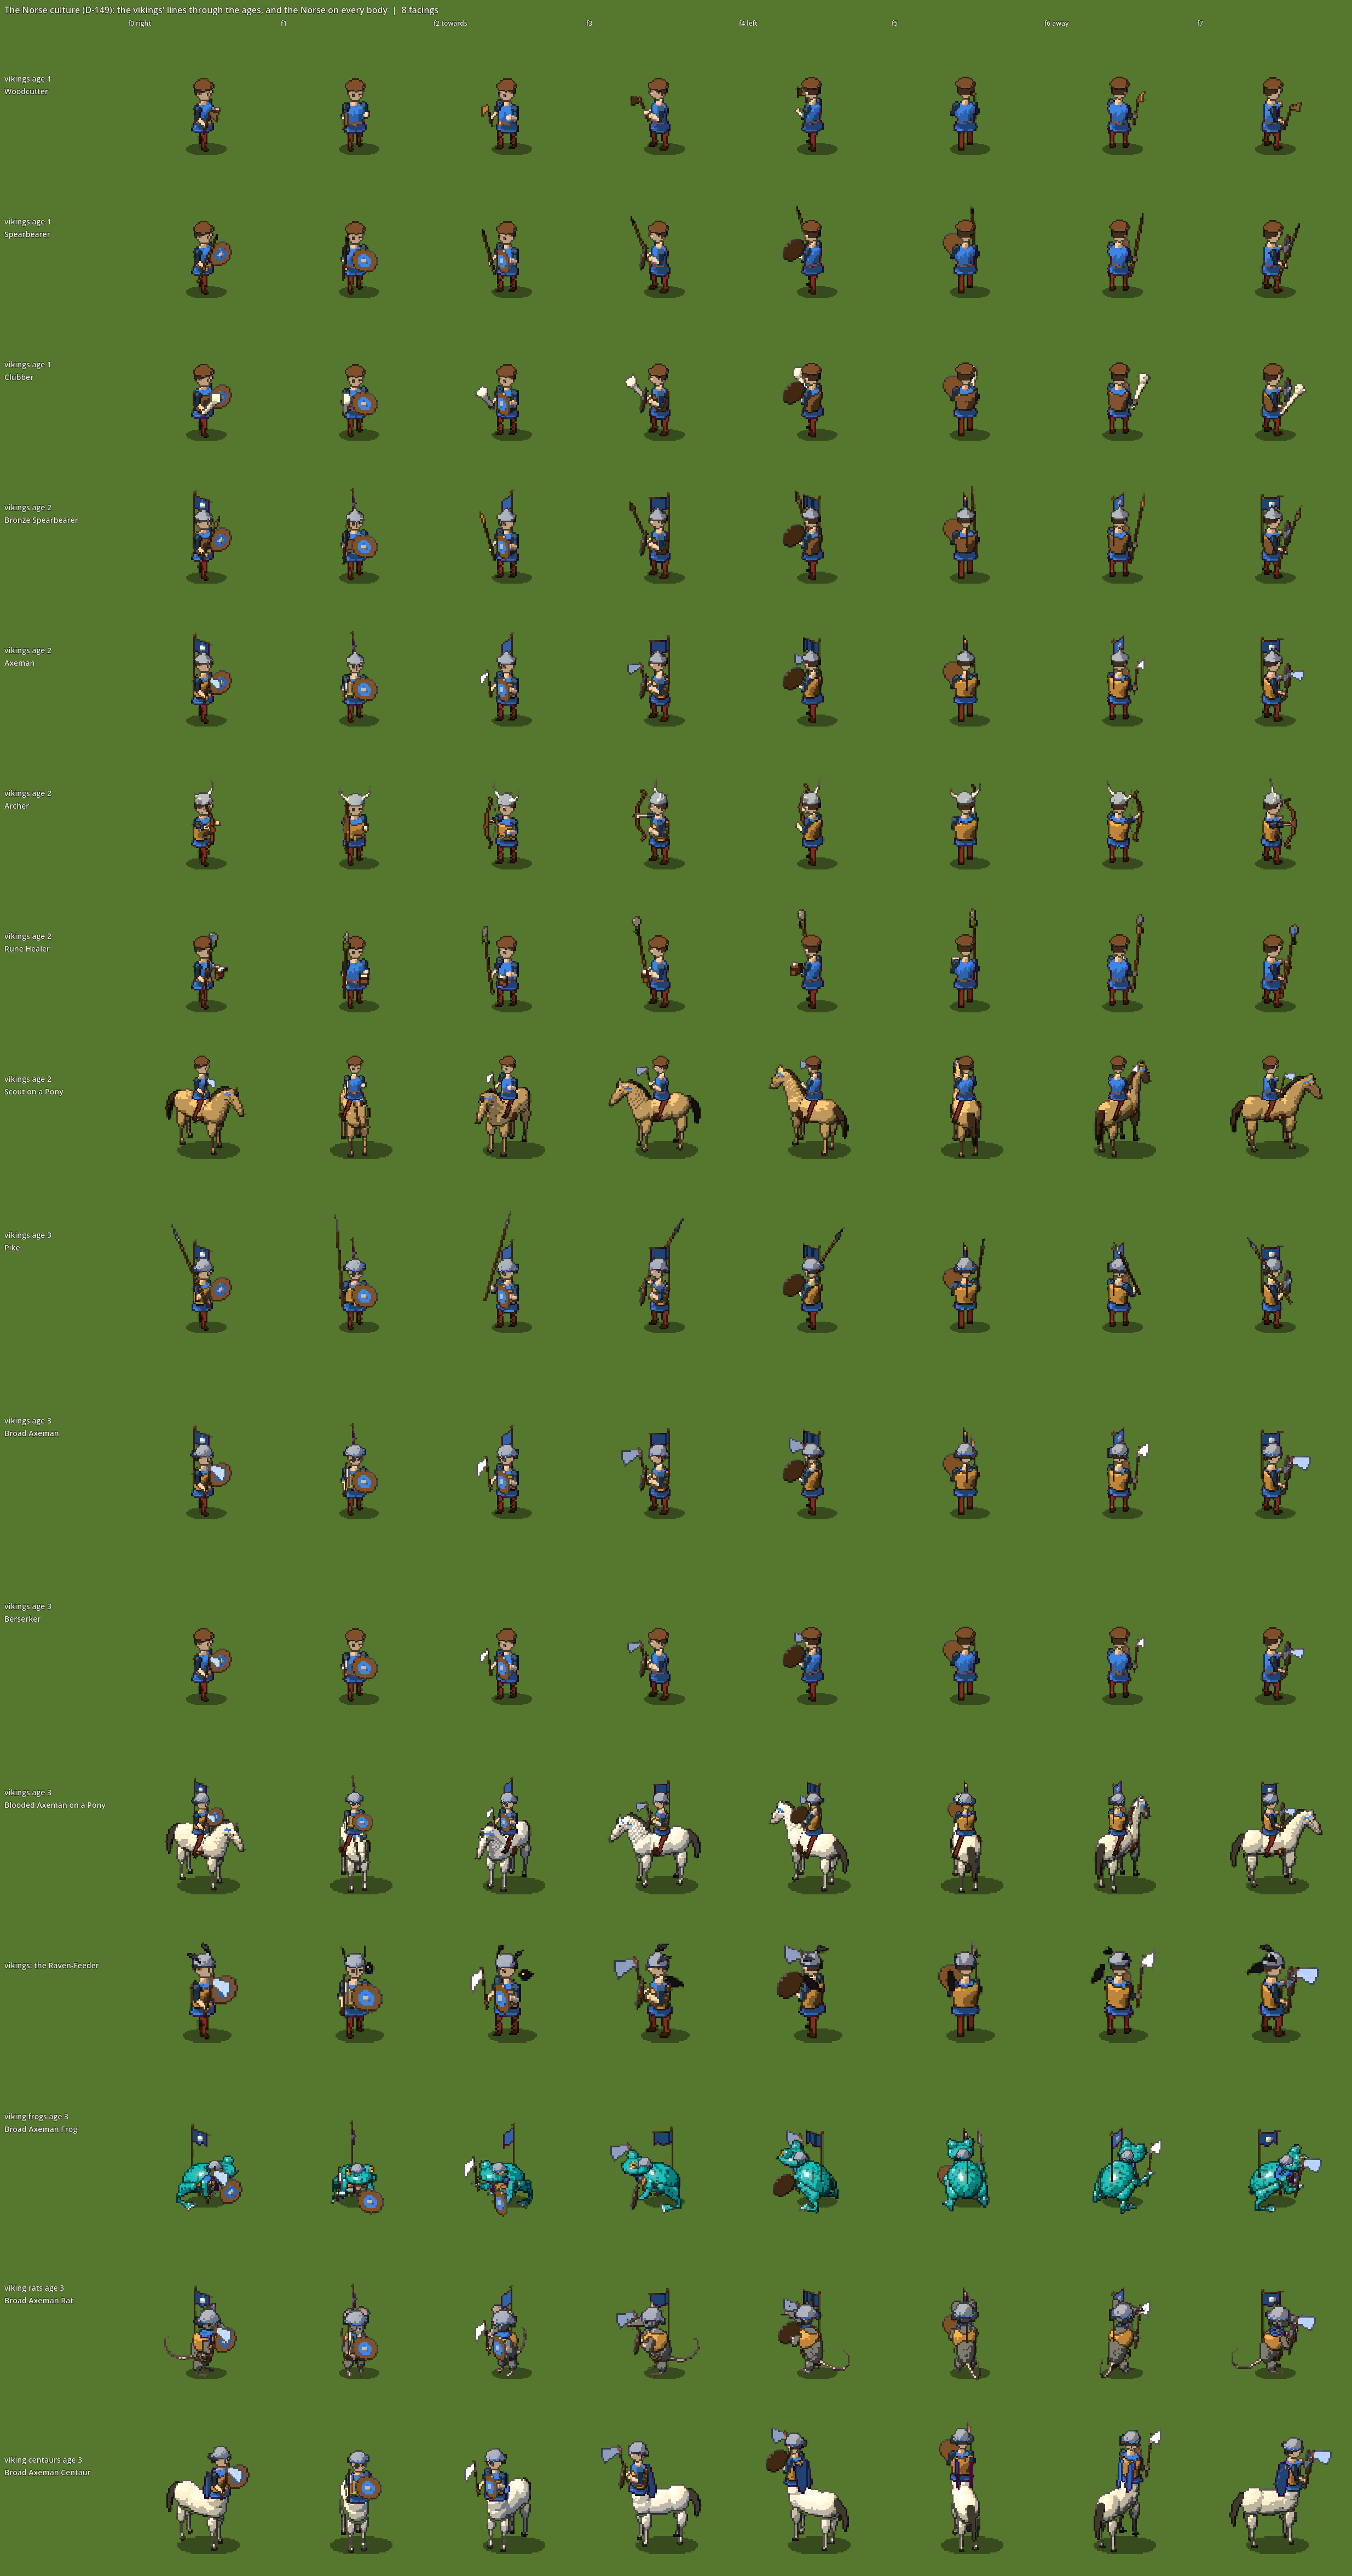 The Norse culture (D-149): the vikings' lines through the ages, and the Norse on every body | 8 facings
f0 right f1 f2 towards f3 f4 left f5 f6 away f7
vikings age 1
Woodcutter
vikings age 1
Spearbearer
vikings age 1
Clubber
vikings age 2
Bronze Spearbearer
vikings age 2
Axeman
vikings age 2
Archer
vikings age 2
Rune Healer
vikings age 2
Scout on a Pony
vikings age 3
Pike
vikings age 3
Broad Axeman
vikings age 3
Berserker
vikings age 3
Blooded Axeman on a Pony
vikings: the Raven-Feeder
viking frogs age 3
Broad Axeman Frog
viking rats age 3
Broad Axeman Rat
viking centaurs age 3
Broad Axeman Centaur